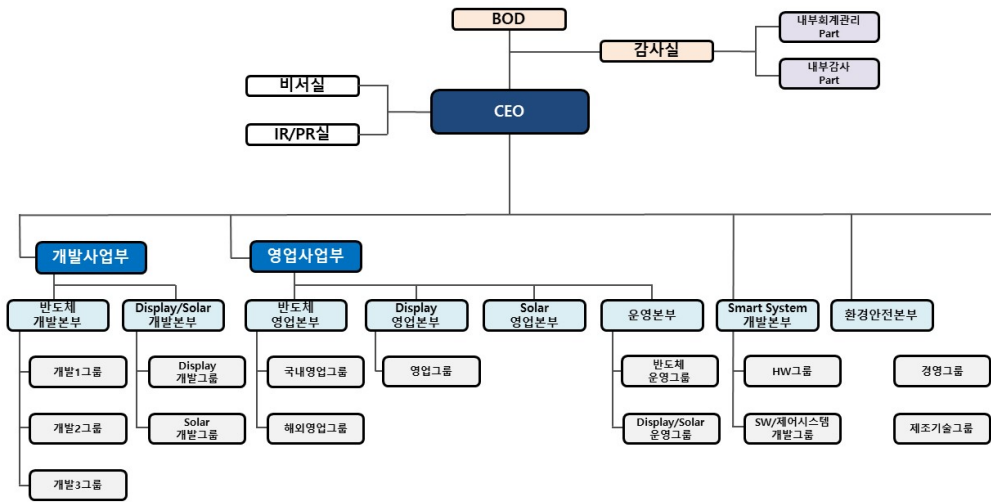 BOD
감사실
내부회계관리
Part
내부감사
Part
비서실
IR/PR실
CEO
개발사업부
영업사업부
반도체
개발본부
Display/Solar
개발본부
반도체
영업본부
Display
영업본부
Solar
영업본부
운영본부
Smart System
개발본부
환경안전본부
개발1그룹
Display
개발그룹
국내영업그룹
영업그룹
반도체
운영그룹
HW그룹
경영그룹
개발2그룹
Solar
개발그룹
해외영업그룹
Display/Solar
운영그룹
SW/제어시스템
개발그룹
제조기술그룹
개발3그룹